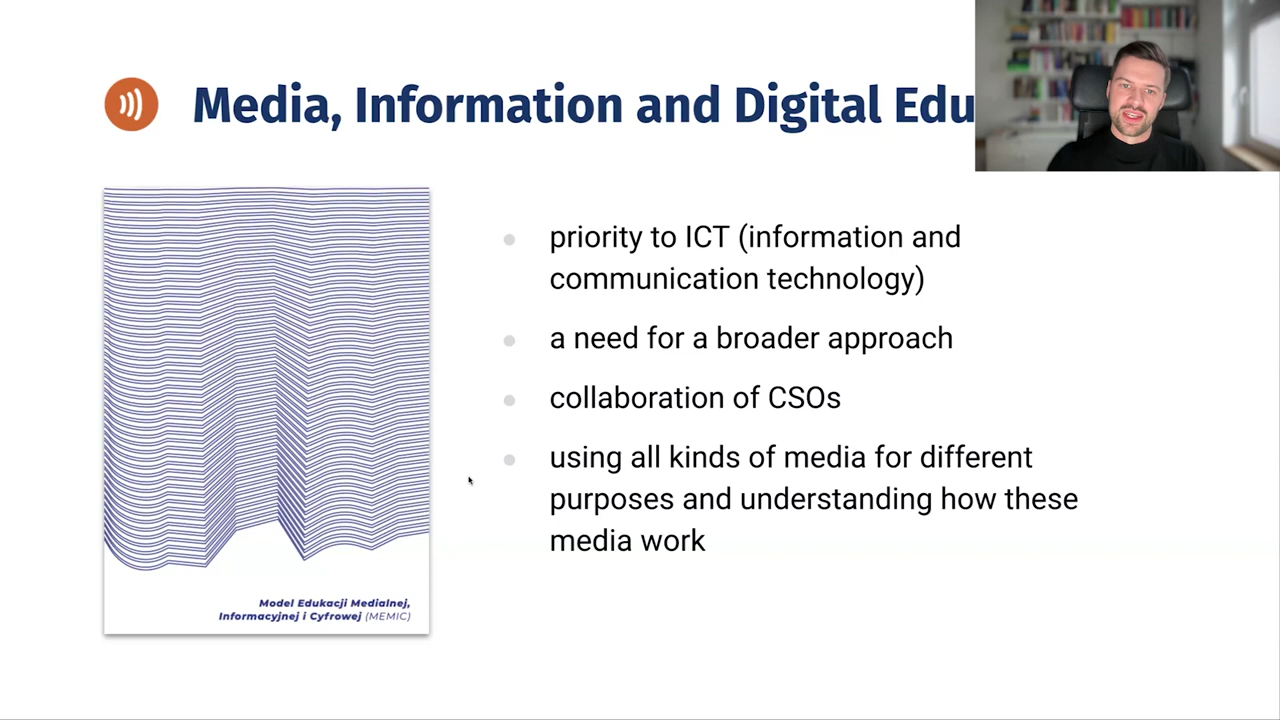 Media, Information and Digital Edu
priority to ICT (information and
communication technology)
a need for a broader approach
collaboration of CSOs
using all kinds of media for different
purposes and understanding how these
media work
Model Edukacji Medialnej,
Informacyjnej i Cyfrowej (MEMIC)